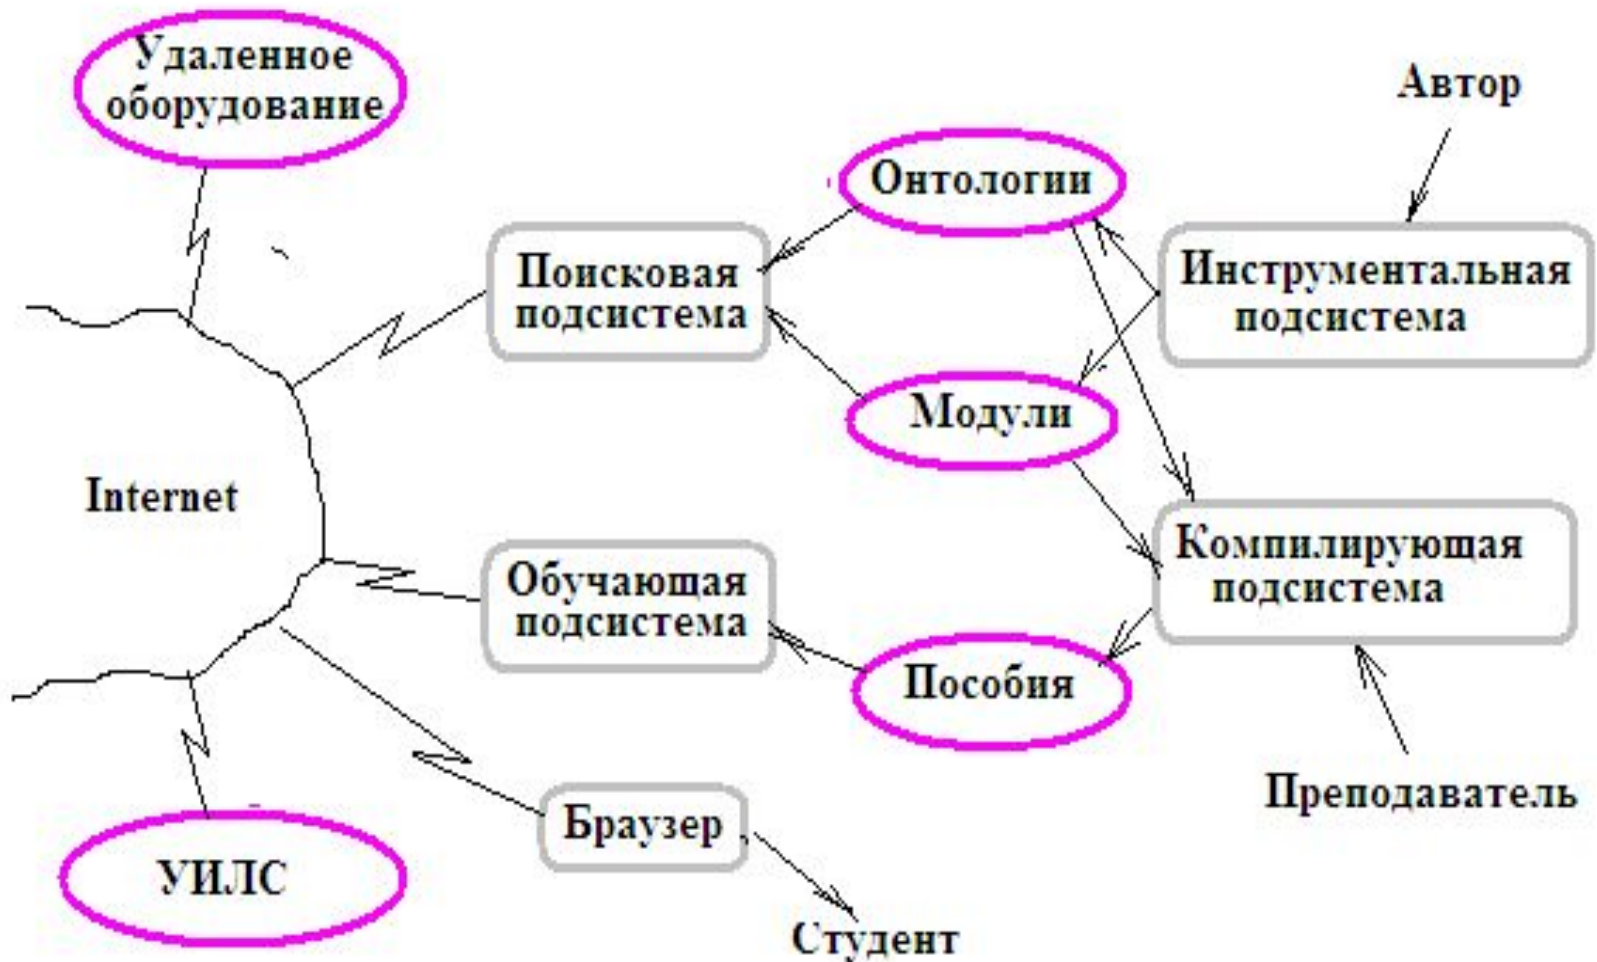 Удаленное
оборудование
Автор
Онтологии
Поисковая
подсистема
Инструментальная
подсистема
Модули
Internet
Обучающая
подсистема
Компилирующая
подсистема
Пособия
Преподаватель
Браузер
УИЛС
Студент